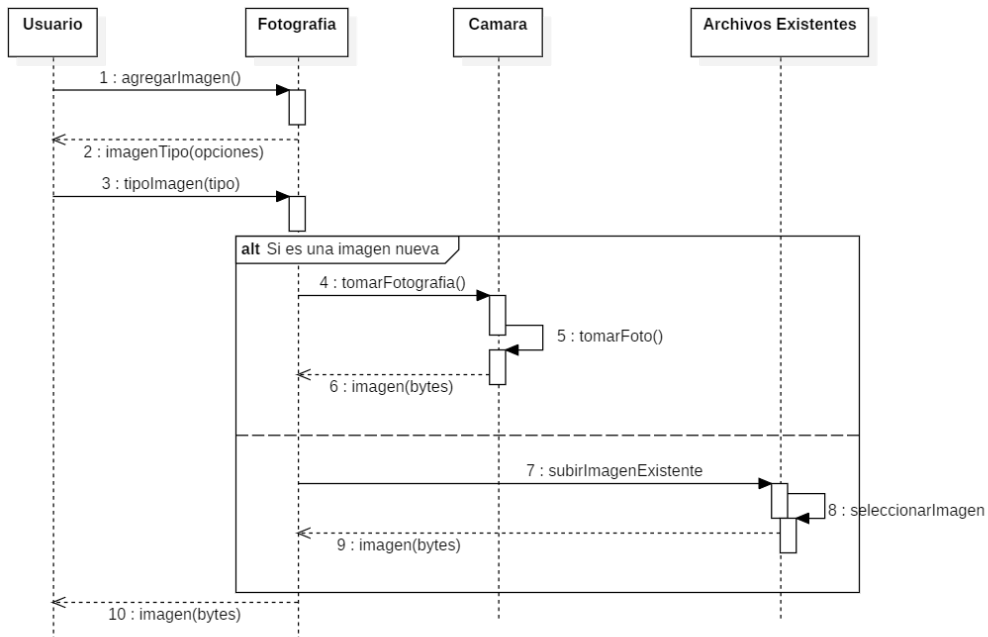 Usuario
Fotografia
Camara
Archivos Existentes
1 : agregarImagen()
2 : imagenTipo(opciones)
3 : tipoImagen(tipo)
alt Si es una imagen nueva
4 : tomarFotografia()
5 : tomarFoto()
6 : imagen(bytes)
7 : subirImagenExistente
8 : seleccionarImagen
9 : imagen(bytes)
10 : imagen(bytes)